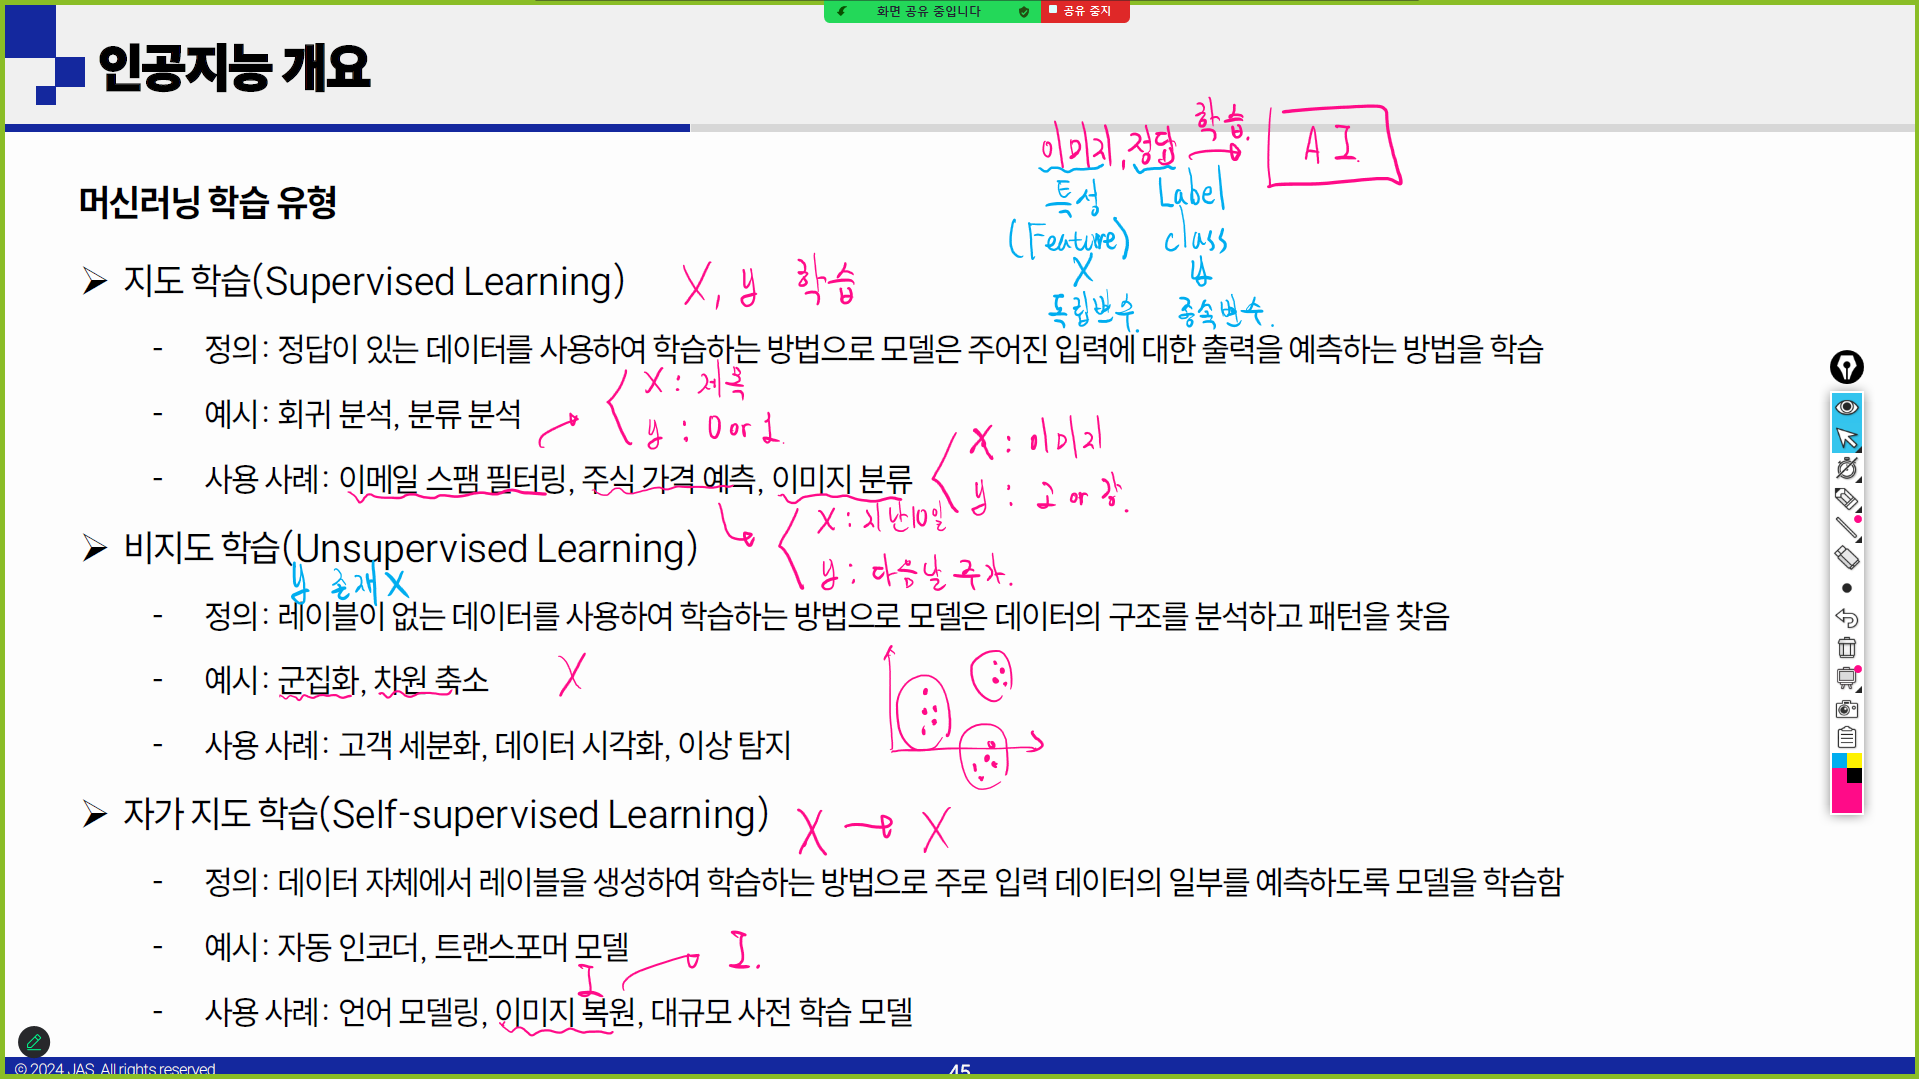 화면 공유 중입니다
공유 중지
인공지능 개요
이미지, 정답 학습. AI.
특성 Label
(Feature) class
X y
독립변수. 종속변수.
머신러닝 학습 유형
➢ 지도 학습(Supervised Learning)
X, y 학습
- 정의: 정답이 있는 데이터를 사용하여 학습하는 방법으로 모델은 주어진 입력에 대한 출력을 예측하는 방법을 학습
X : 제목
- 예시: 회귀 분석, 분류 분석
y : 0 or 1.
X : 이미지
- 사용 사례: 이메일 스팸 필터링, 주식 가격 예측, 이미지 분류
y : 고 or 강.
X : 지난10일
➢ 비지도 학습(Unsupervised Learning)
y : 다음날 주가.
y 존재 X
- 정의: 레이블이 없는 데이터를 사용하여 학습하는 방법으로 모델은 데이터의 구조를 분석하고 패턴을 찾음
- 예시: 군집화, 차원 축소
X
- 사용 사례: 고객 세분화, 데이터 시각화, 이상 탐지
➢ 자가 지도 학습(Self-supervised Learning)
X → X
- 정의: 데이터 자체에서 레이블을 생성하여 학습하는 방법으로 주로 입력 데이터의 일부를 예측하도록 모델을 학습함
- 예시: 자동 인코더, 트랜스포머 모델
I I.
- 사용 사례: 언어 모델링, 이미지 복원, 대규모 사전 학습 모델
© 2024 JAS. All rights reserved
45